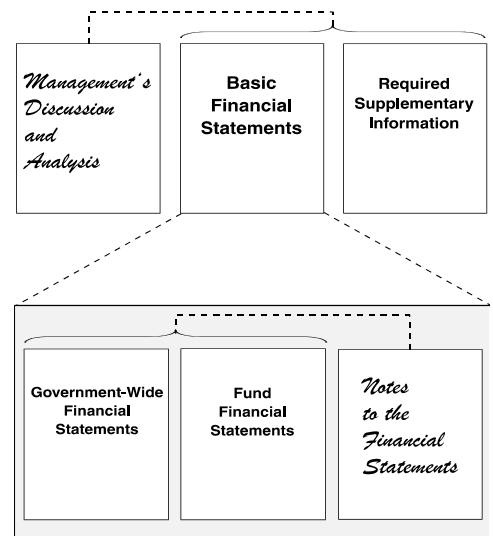 Management's
Discussion
and
Analysis
Basic
Financial
Statements
Required
Supplementary
Information
Government-Wide
Financial
Statements
Fund
Financial
Statements
Notes
to the
Financial
Statements